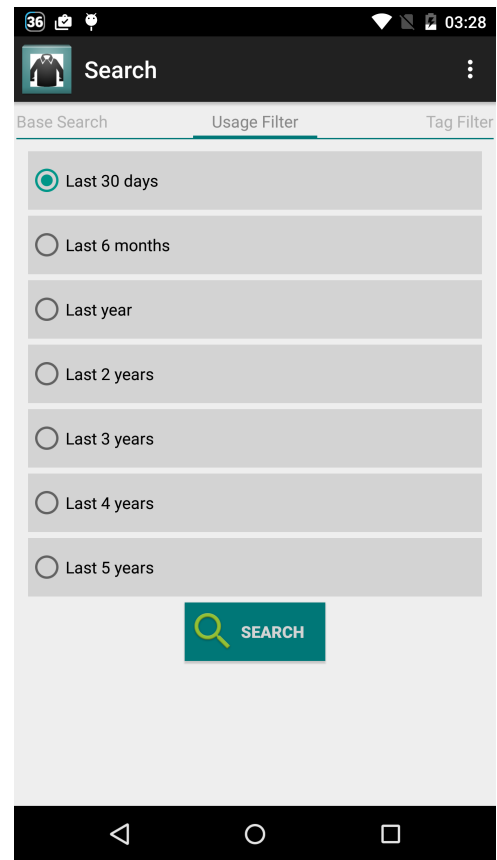 36 03:28
Search
Base Search Usage Filter Tag Filter
Last 30 days
Last 6 months
Last year
Last 2 years
Last 3 years
Last 4 years
Last 5 years
SEARCH